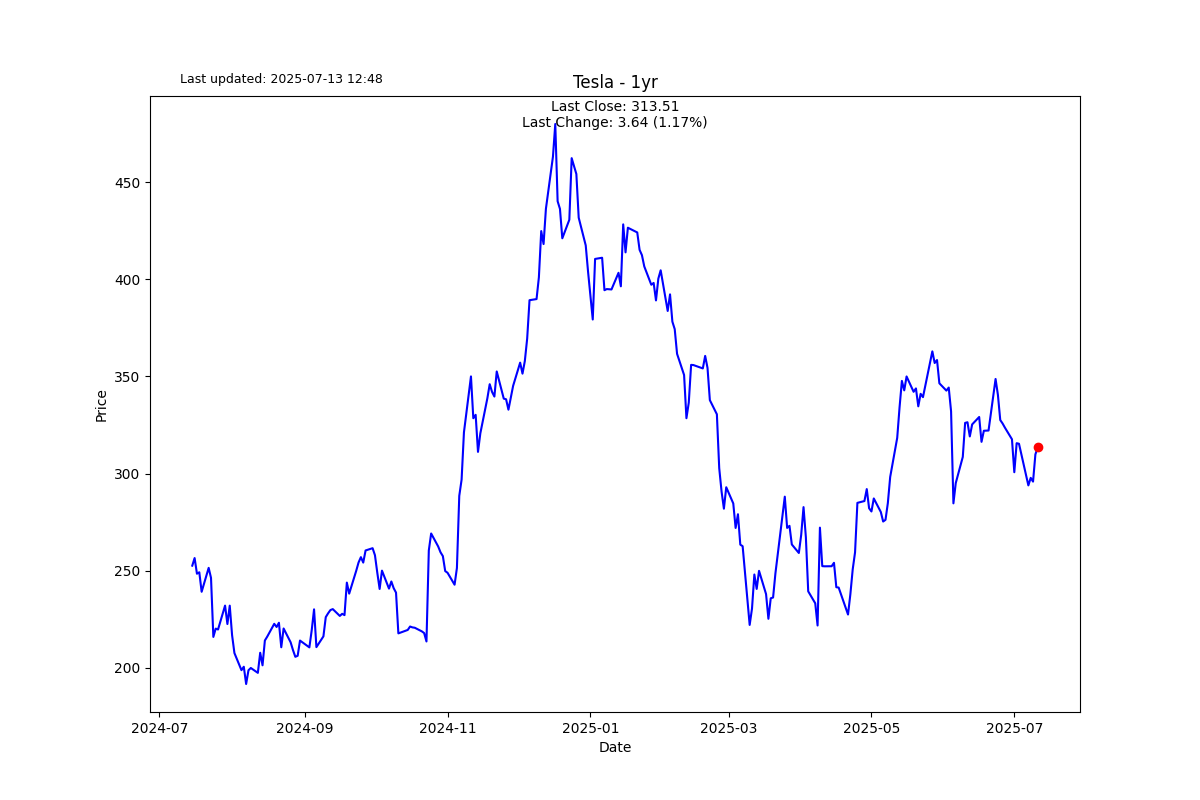 Last updated: 2025-07-13 12:48
Tesla - 1yr
Last Close: 313.51
Last Change: 3.64 (1.17%)
450
400
350
300
250
200
Price
2024-07 2024-09 2024-11 2025-01 2025-03 2025-05 2025-07
Date